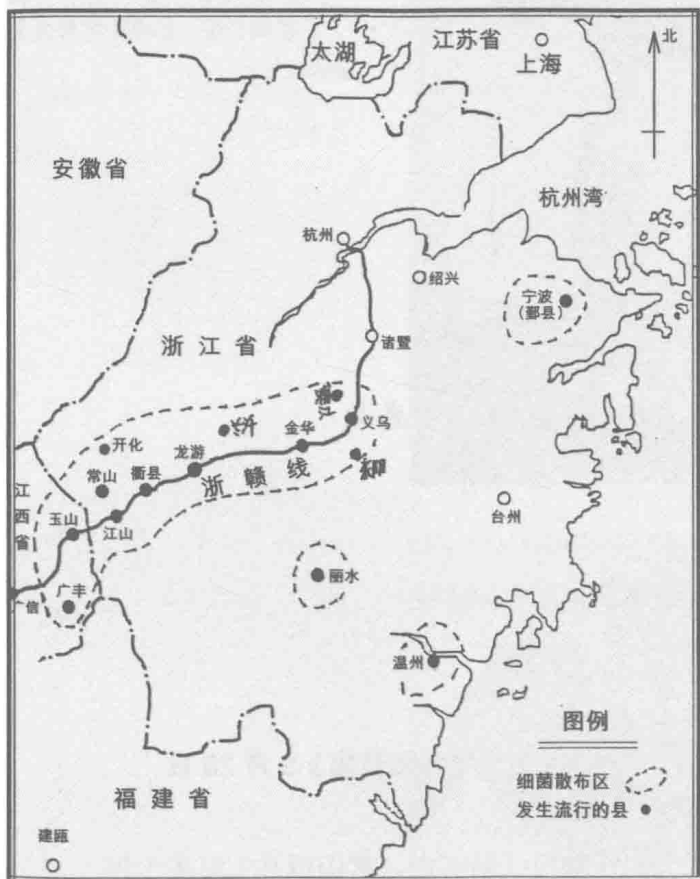 江苏省
太湖
上海
北
安徽省
杭州湾
杭州
绍兴
宁波
(鄞县)
诸暨
浙江省
义乌
开化
金华
龙游
常山
衢县
浙赣线
江西省
玉山
江山
台州
丽水
广丰
广信
温州
图例
细菌散布区
发生流行的县
福建省
建瓯